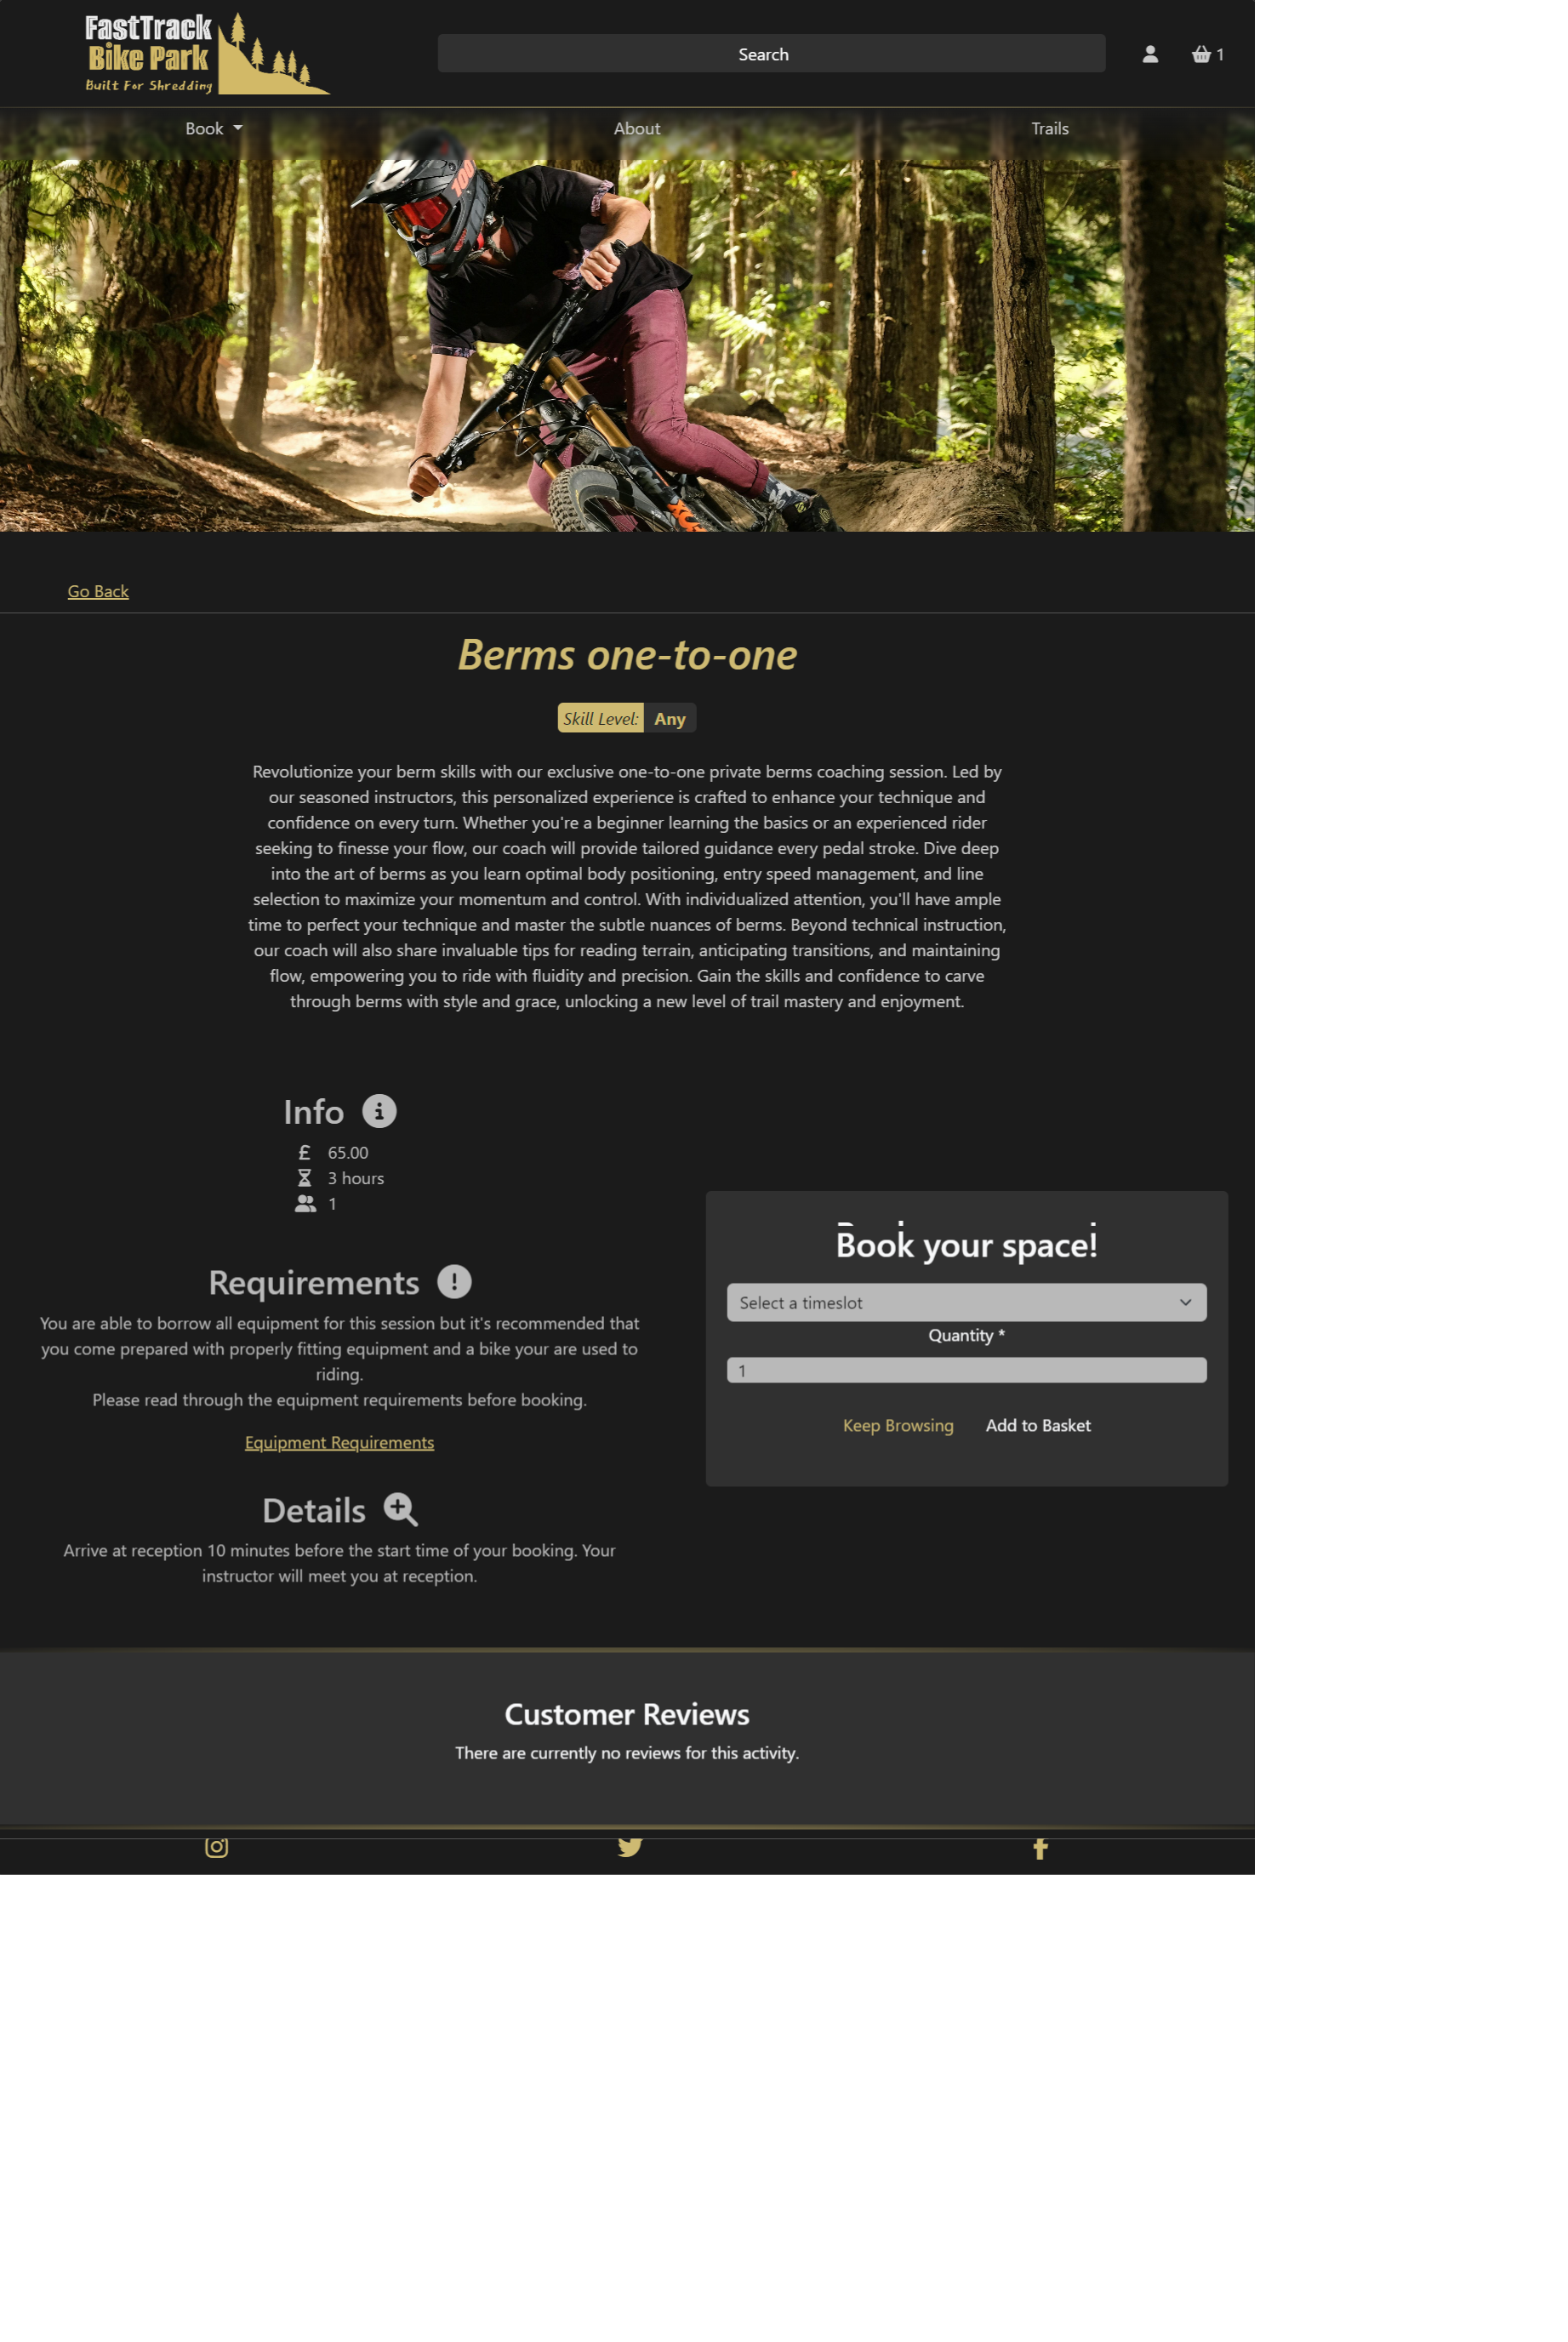 FastTrack
Bike Park
Built For Shredding
Search
1
Book
About
Trails
100
Go Back
Berms one-to-one
Skill Level: Any
Revolutionize your berm skills with our exclusive one-to-one private berms coaching session. Led by
our seasoned instructors, this personalized experience is crafted to enhance your technique and
confidence on every turn. Whether you're a beginner learning the basics or an experienced rider
seeking to finesse your flow, our coach will provide tailored guidance every pedal stroke. Dive deep
into the art of berms as you learn optimal body positioning, entry speed management, and line
selection to maximize your momentum and control. With individualized attention, you'll have ample
time to perfect your technique and master the subtle nuances of berms. Beyond technical instruction,
our coach will also share invaluable tips for reading terrain, anticipating transitions, and maintaining
flow, empowering you to ride with fluidity and precision. Gain the skills and confidence to carve
through berms with style and grace, unlocking a new level of trail mastery and enjoyment.
Info
£ 65.00
3 hours
1
Requirements
You are able to borrow all equipment for this session but it's recommended that
you come prepared with properly fitting equipment and a bike your are used to
riding.
Please read through the equipment requirements before booking.
Equipment Requirements
Details
Arrive at reception 10 minutes before the start time of your booking. Your
instructor will meet you at reception.
Book your space!
Select a timeslot
Quantity *
1
Keep Browsing
Add to Basket
Customer Reviews
There are currently no reviews for this activity.